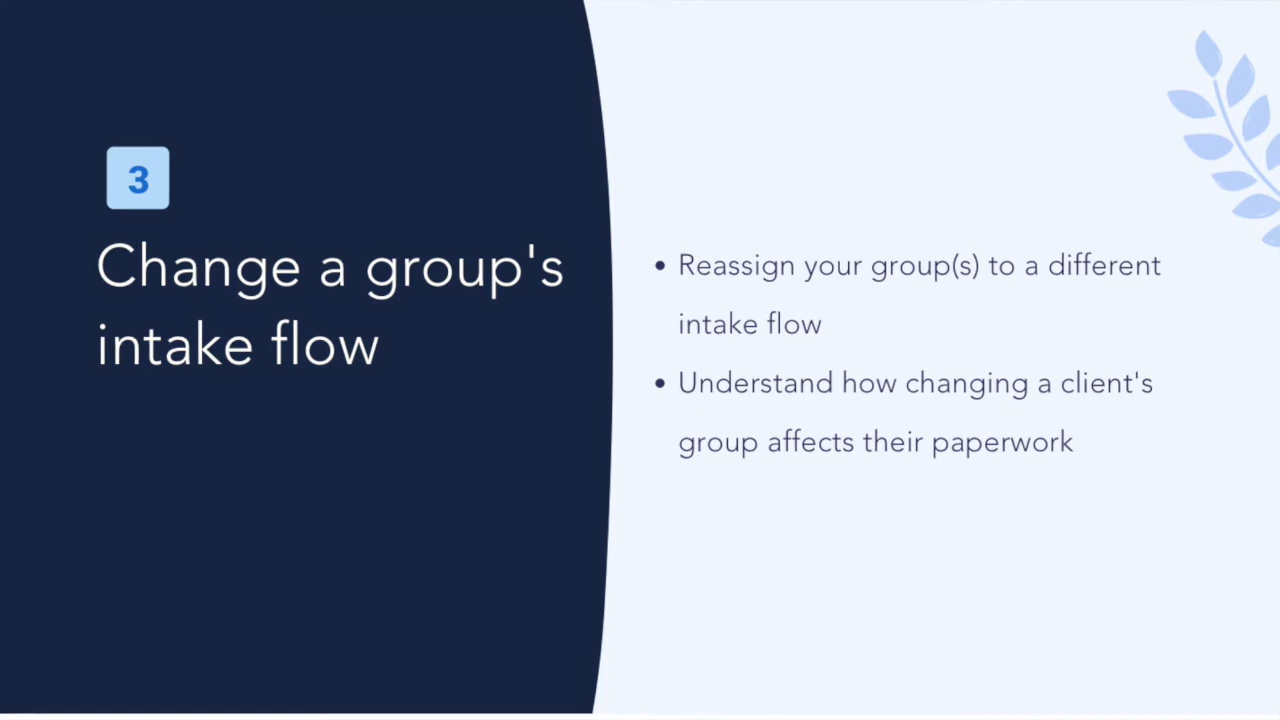 3
Change a group's
intake flow
• Reassign your group(s) to a different
intake flow
• Understand how changing a client's
group affects their paperwork